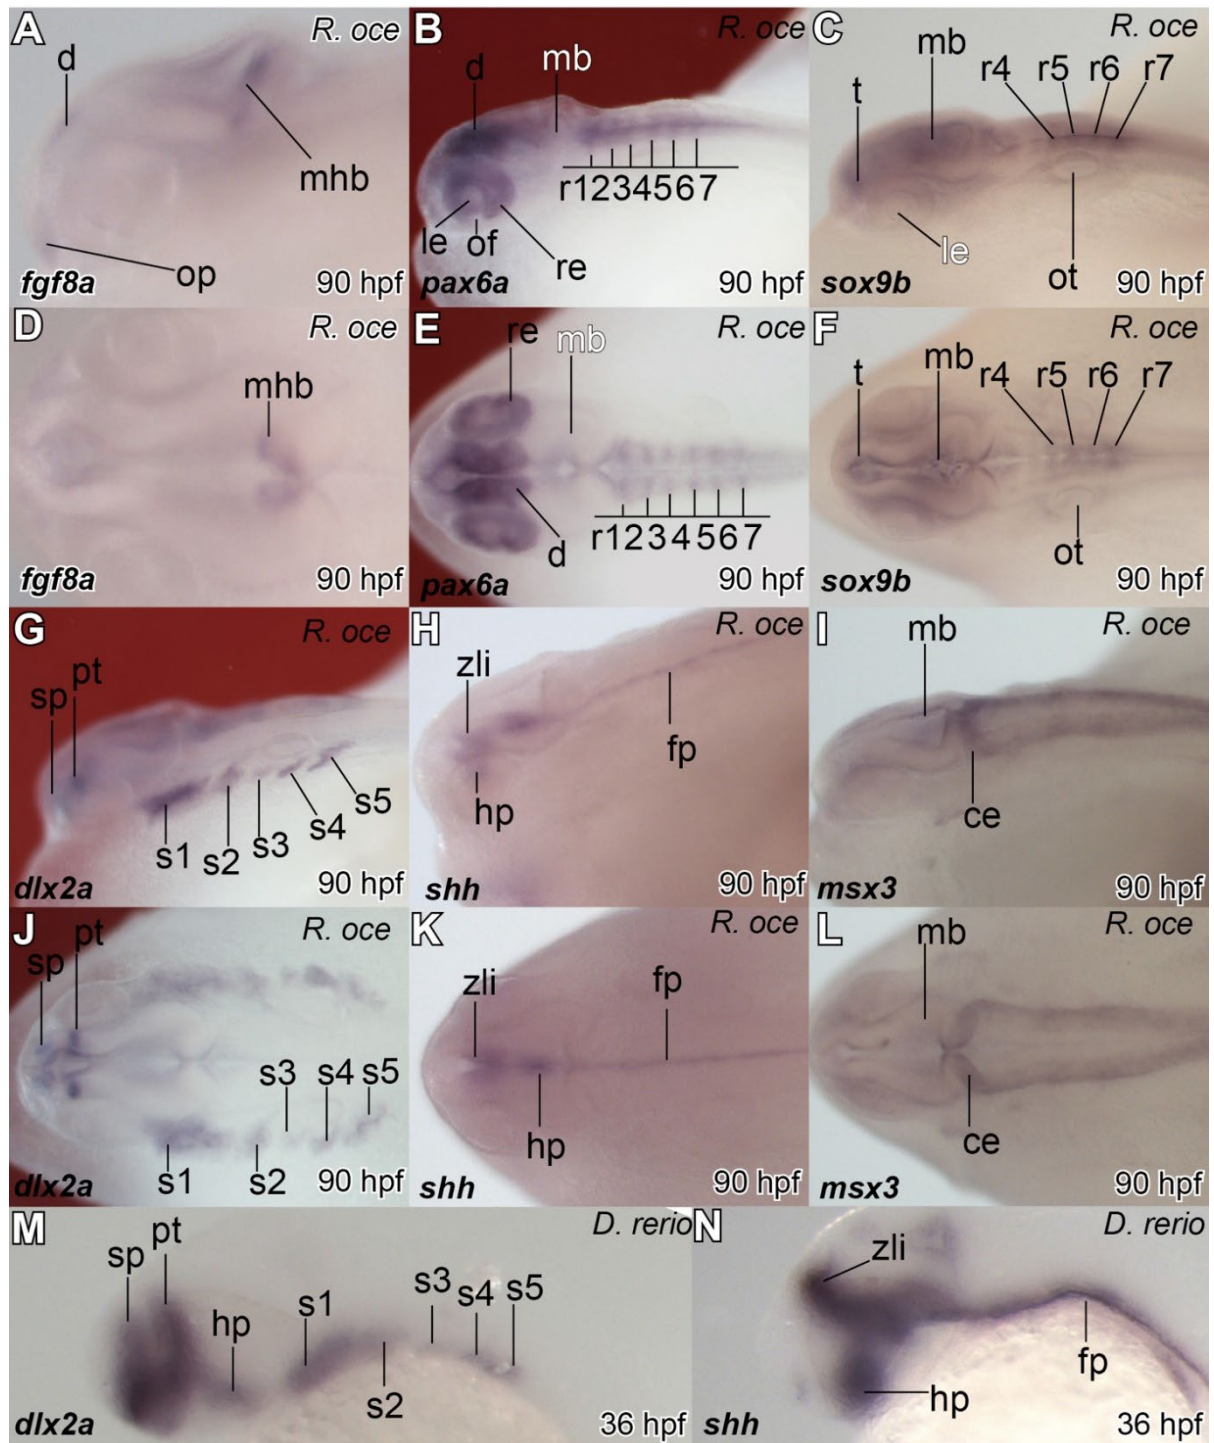 A
R. oce
d
mhb
op
fgf8a
90 hpf
B
R. oce
d
mb
r1234567
le
of
re
pax6a
90 hpf
C
R. oce
mb
r4 r5 r6 r7
t
le
ot
sox9b
90 hpf
D
R. oce
mhb
fgf8a
90 hpf
E
R. oce
re
mb
r1234567
d
pax6a
90 hpf
F
R. oce
t
mb
r4 r5 r6 r7
ot
sox9b
90 hpf
G
R. oce
sp
pt
s1 s2 s3 s4 s5
dlx2a
90 hpf
H
R. oce
zli
fp
hp
shh
90 hpf
I
R. oce
mb
ce
msx3
90 hpf
J
R. oce
sp
pt
s3 s4 s5
s1 s2
dlx2a
90 hpf
K
R. oce
zli
fp
hp
shh
90 hpf
L
R. oce
mb
ce
msx3
90 hpf
M
D. rerio
sp
pt
hp
s1
s3 s4 s5
s2
dlx2a
36 hpf
N
D. rerio
zli
fp
hp
shh
36 hpf